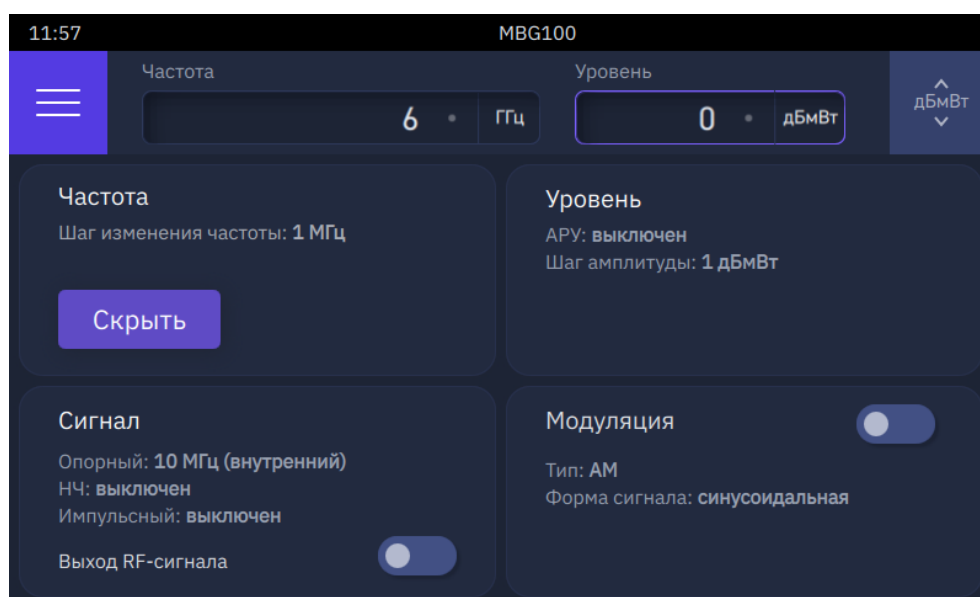 11:57 MBG100
Частота Уровень
6 ГГц 0 дБмВт дБмВт
Частота
Шаг изменения частоты: 1 МГц
Скрыть
Уровень
АРУ: выключен
Шаг амплитуды: 1 дБмВт
Сигнал
Опорный: 10 МГц (внутренний)
НЧ: выключен
Импульсный: выключен
Выход RF-сигнала
Модуляция
Тип: АМ
Форма сигнала: синусоидальная